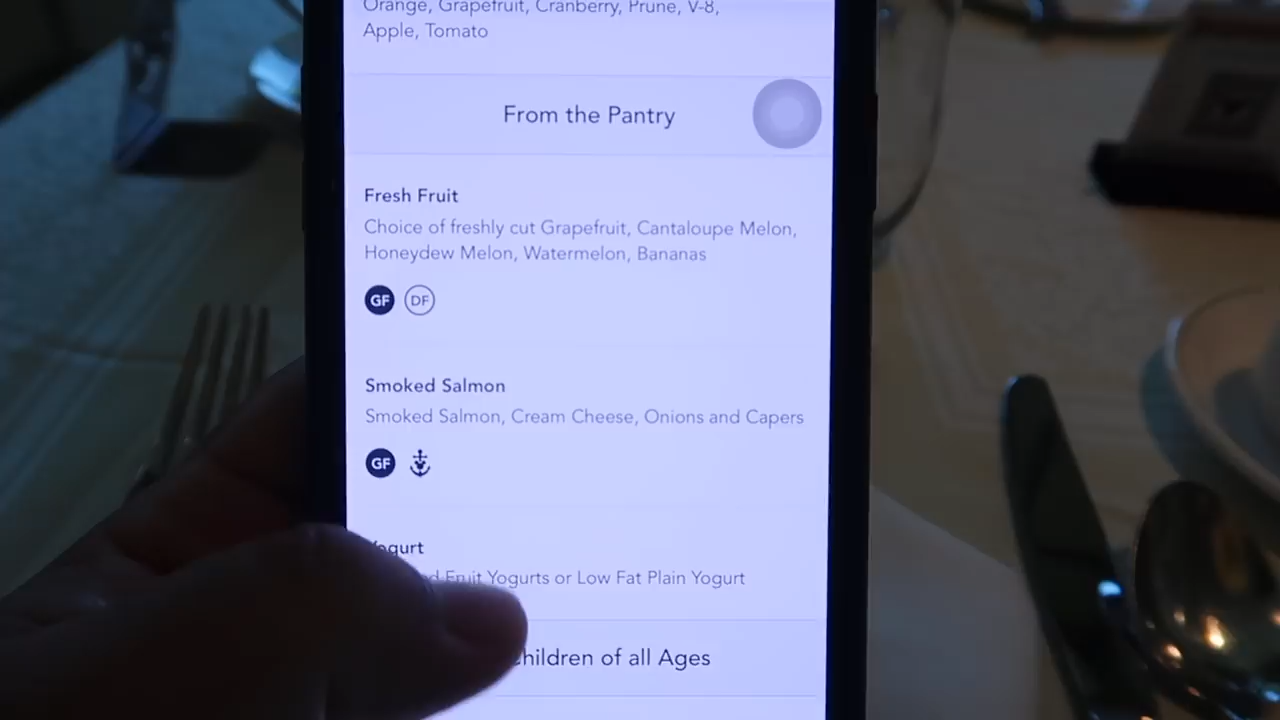 Orange, Grapefruit, Cranberry, Prune, V-8,
Apple, Tomato
From the Pantry
Fresh Fruit
Choice of freshly cut Grapefruit, Cantaloupe Melon,
Honeydew Melon, Watermelon, Bananas
GF DF
Smoked Salmon
Smoked Salmon, Cream Cheese, Onions and Capers
GF
Yogurt
Fruit Yogurts or Low Fat Plain Yogurt
Children of all Ages